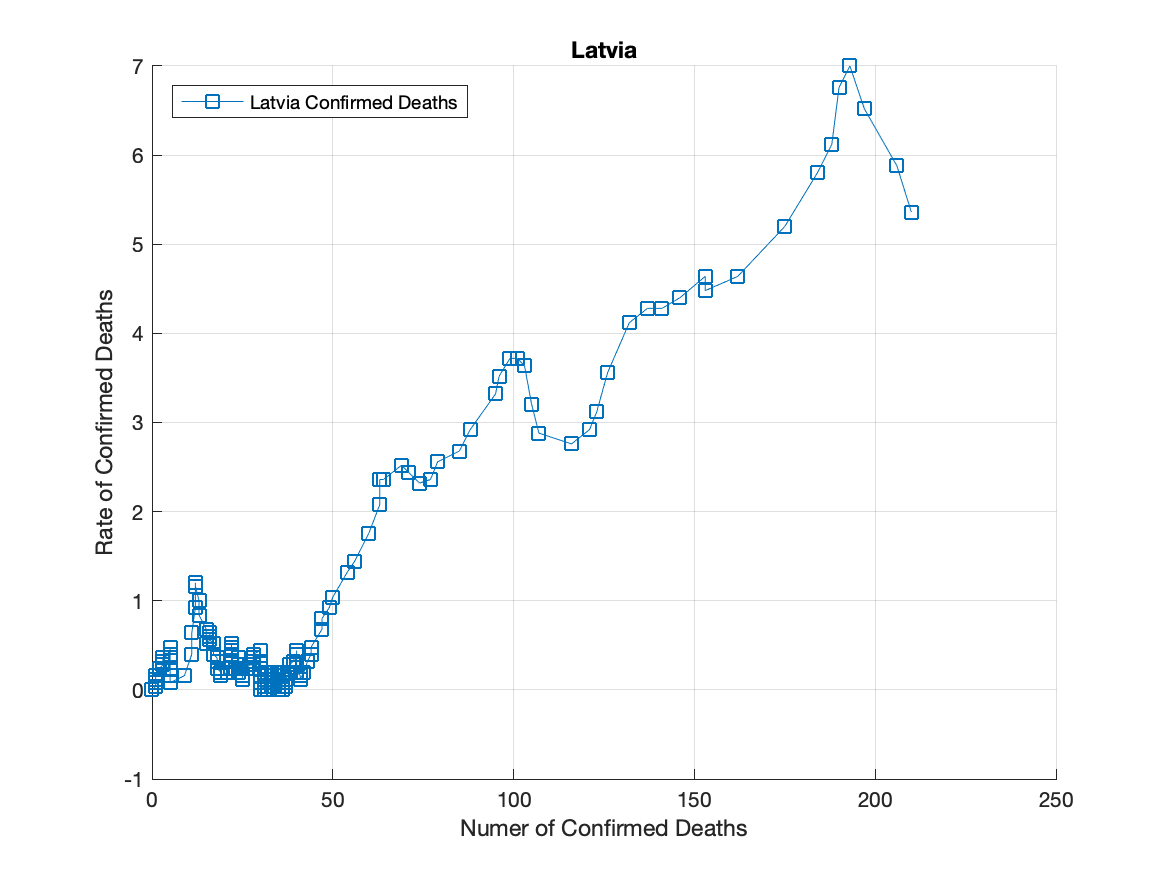 Latvia
Latvia Confirmed Deaths
7
6
5
4
3
2
1
0
-1
Rate of Confirmed Deaths
0 50 100 150 200 250
Numer of Confirmed Deaths